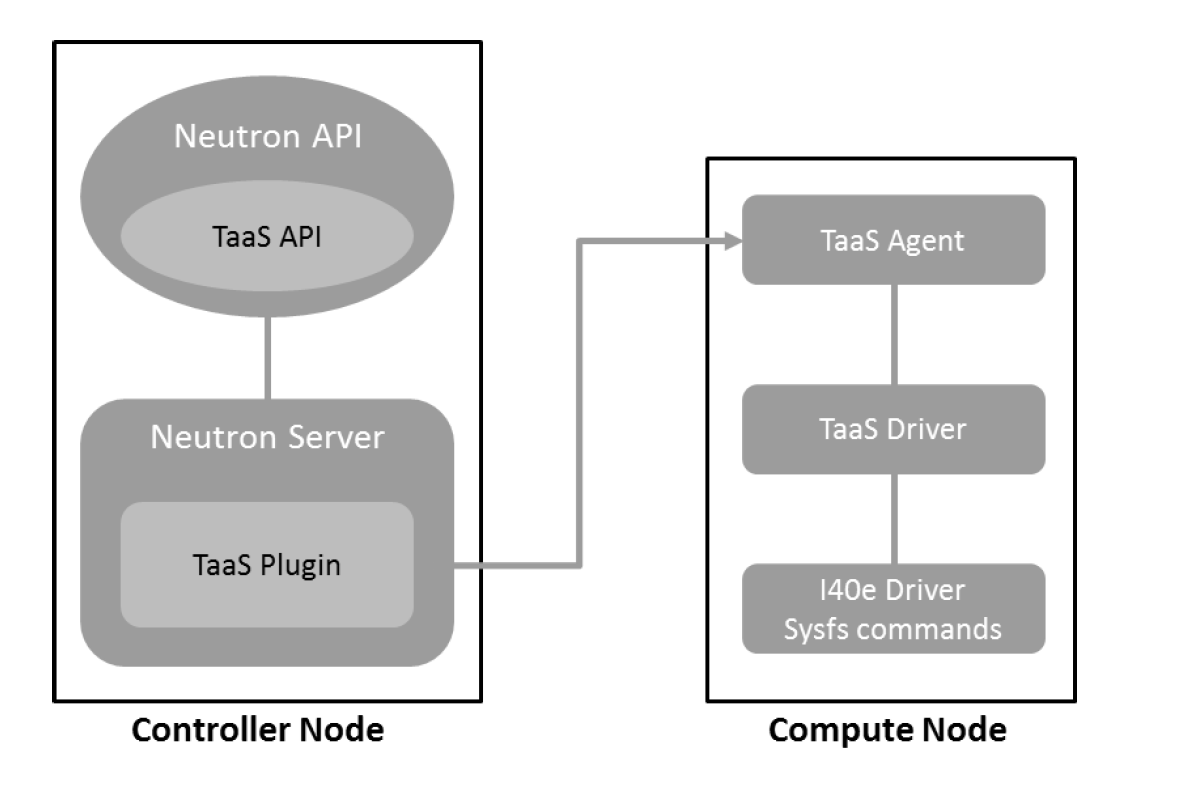 Neutron API
TaaS API
Neutron Server
TaaS Plugin
Controller Node
TaaS Agent
TaaS Driver
I40e Driver
Sysfs commands
Compute Node